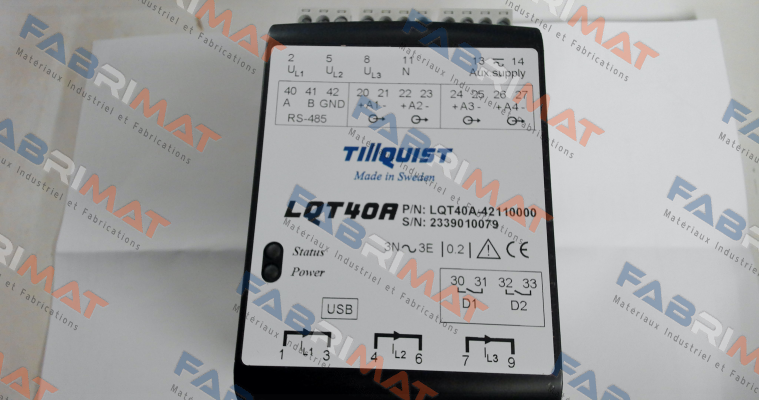 2 5 8 11 13 14
UL1 UL2 UL3 N Aux supply
40 41 42 20 21 22 23 24 25 26 27
A B GND +A1- +A2- +A3- +A4-
RS-485
TILLQUIST
Made in Sweden
LQT40A P/N: LQT40A-42110000
S/N: 2339010079
Status 3N~3E |0.2| CE
Power
30 31 32 33
D1 D2
USB
IL1 IL2 IL3
1 3 4 6 7 9
FABRIMAT
Matériaux Industriel et Fabrications